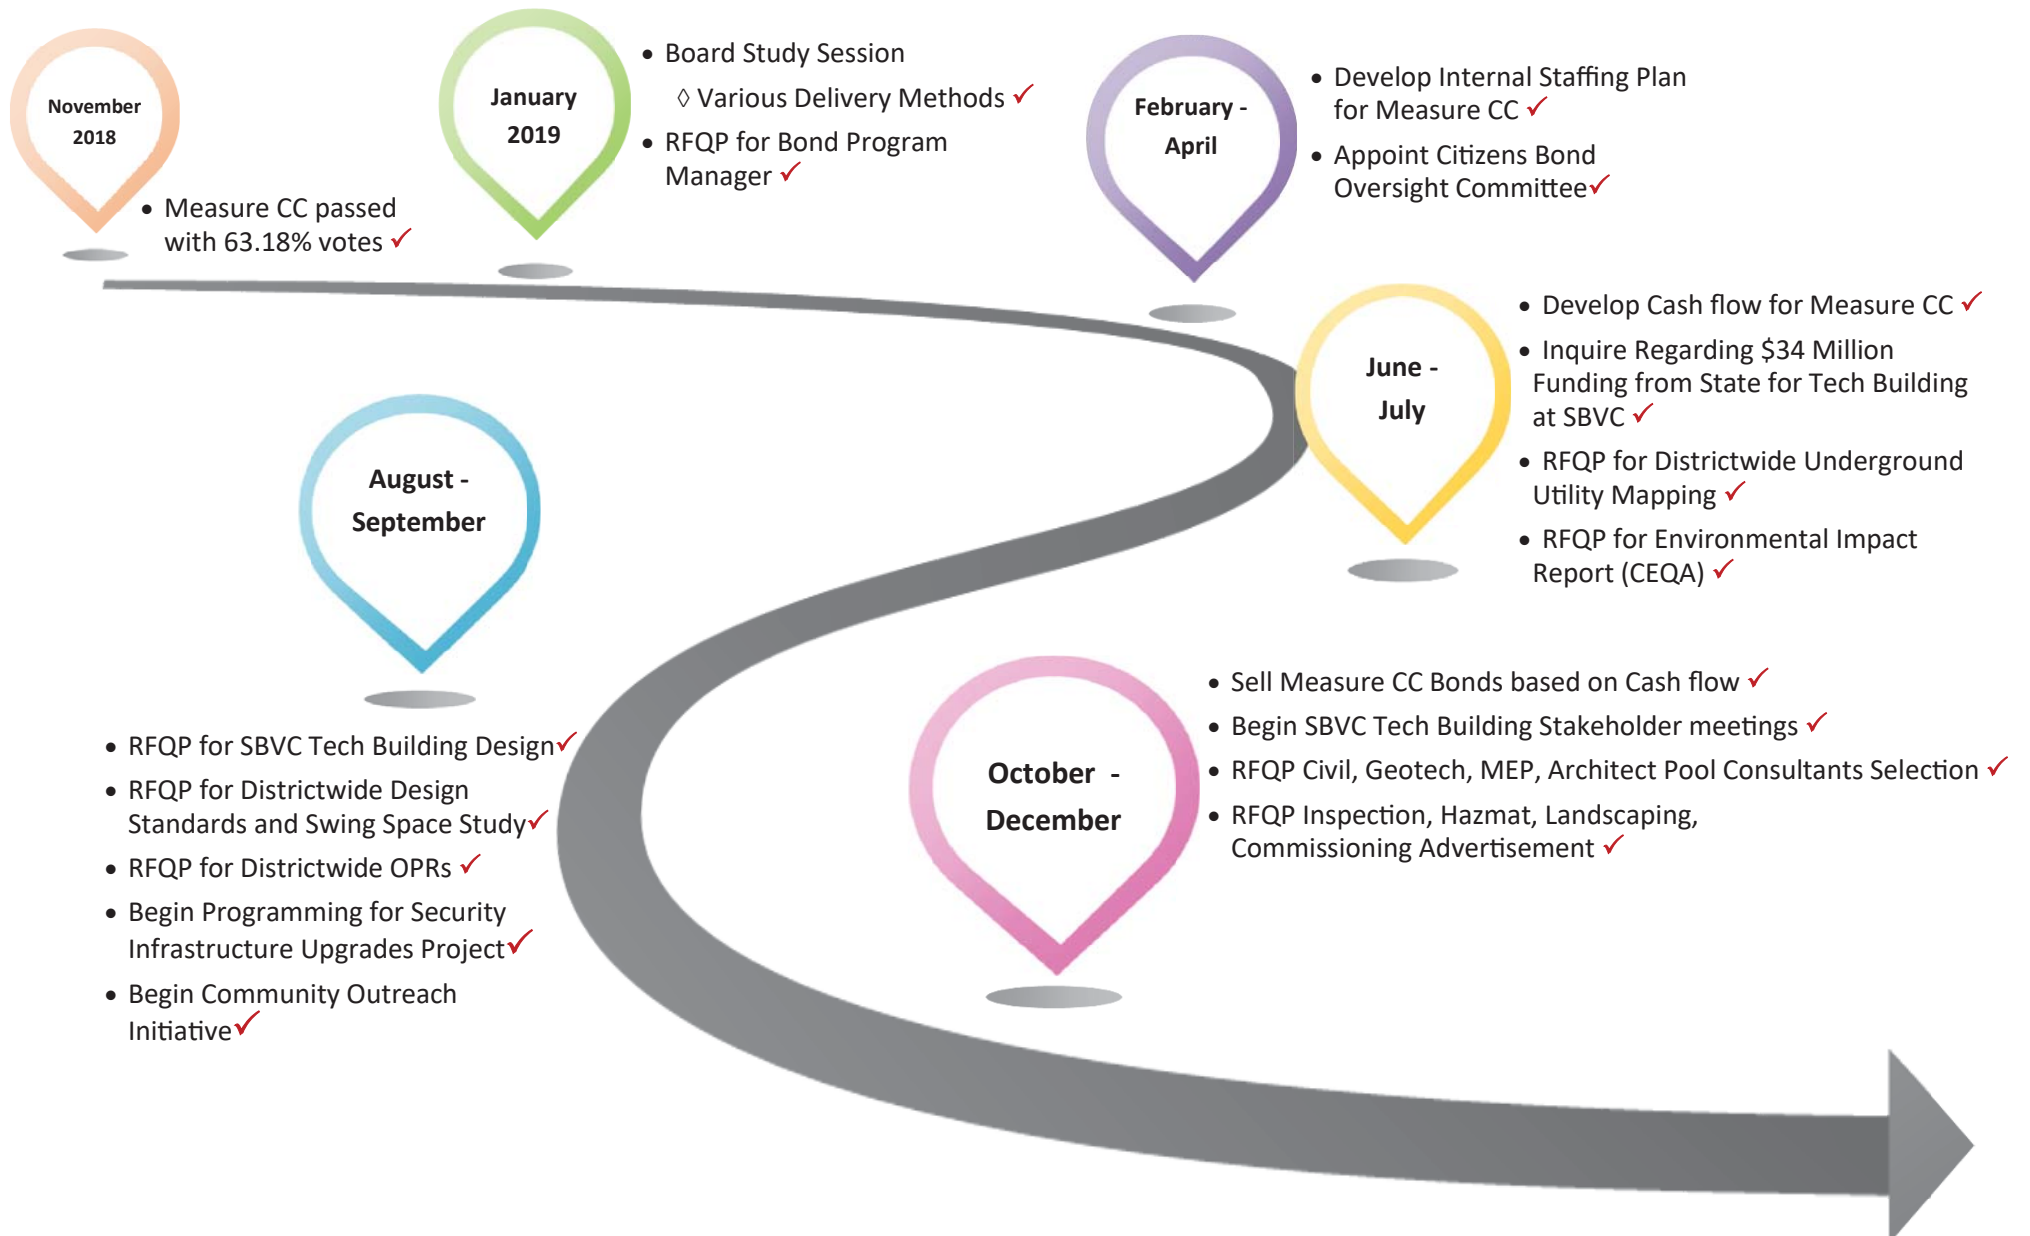 November
2018
• Measure CC passed
with 63.18% votes ✓
January
2019
• Board Study Session
◊ Various Delivery Methods ✓
• RFQP for Bond Program
Manager ✓
February -
April
• Develop Internal Staffing Plan
for Measure CC ✓
• Appoint Citizens Bond
Oversight Committee ✓
June -
July
• Develop Cash flow for Measure CC ✓
• Inquire Regarding $34 Million
Funding from State for Tech Building
at SBVC ✓
• RFQP for Districtwide Underground
Utility Mapping ✓
• RFQP for Environmental Impact
Report (CEQA) ✓
August -
September
• RFQP for SBVC Tech Building Design ✓
• RFQP for Districtwide Design
Standards and Swing Space Study ✓
• RFQP for Districtwide OPRs ✓
• Begin Programming for Security
Infrastructure Upgrades Project ✓
• Begin Community Outreach
Initiative ✓
October -
December
• Sell Measure CC Bonds based on Cash flow ✓
• Begin SBVC Tech Building Stakeholder meetings ✓
• RFQP Civil, Geotech, MEP, Architect Pool Consultants Selection ✓
• RFQP Inspection, Hazmat, Landscaping,
Commissioning Advertisement ✓